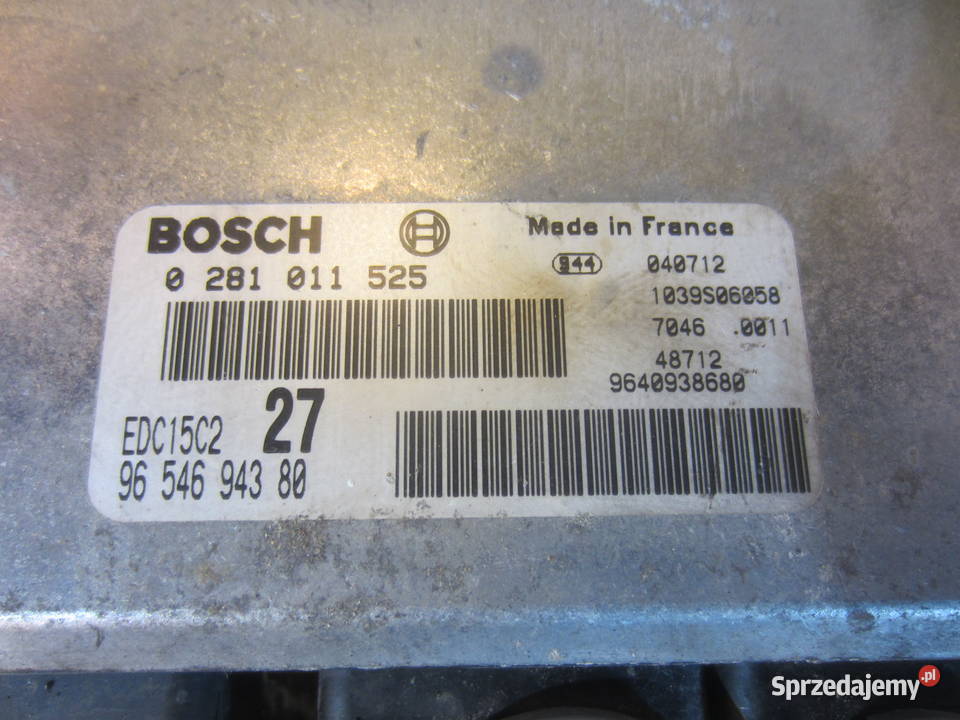 BOSCH
Made in France
0 281 011 525
944 040712
1039S06058
7046 .0011
48712
9640938680
EDC15C2 27
96 546 943 80
Sprzedajemy.pl